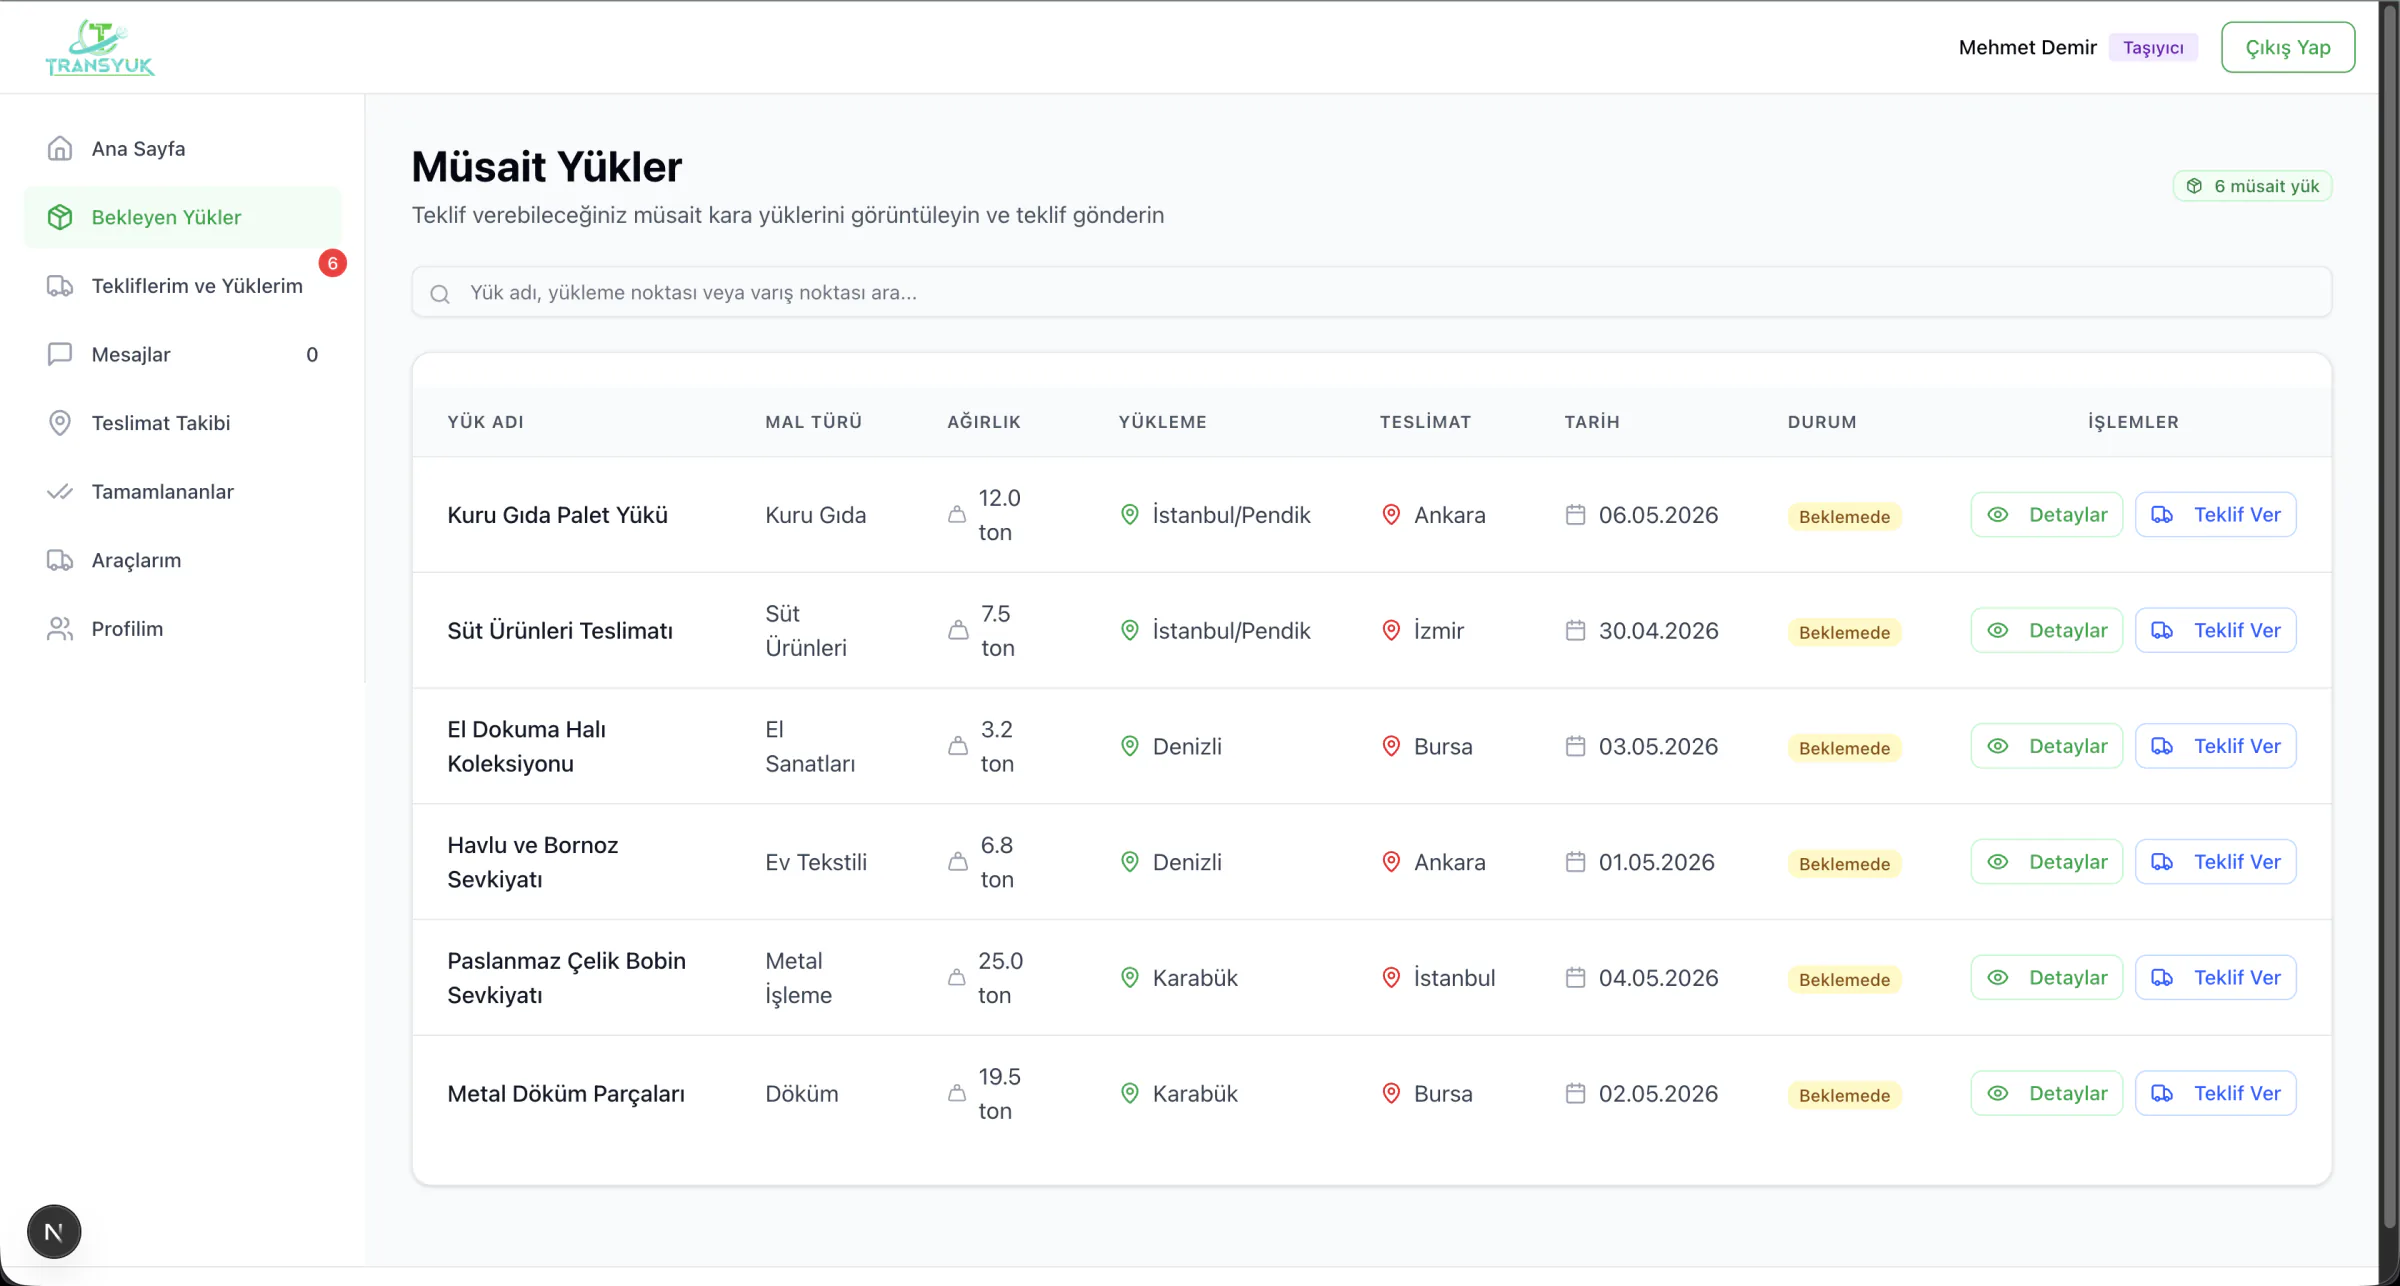 TRANSYUK
Mehmet Demir Taşıyıcı Çıkış Yap
Ana Sayfa
Bekleyen Yükler
6
Tekliflerim ve Yüklerim
Mesajlar 0
Teslimat Takibi
Tamamlananlar
Araçlarım
Profilim
N
Müsait Yükler
6 müsait yük
Teklif verebileceğiniz müsait kara yüklerini görüntüleyin ve teklif gönderin
Yük adı, yükleme noktası veya varış noktası ara...
YÜK ADI MAL TÜRÜ AĞIRLIK YÜKLEME TESLİMAT TARİH DURUM İŞLEMLER
Kuru Gıda Palet Yükü Kuru Gıda 12.0 ton İstanbul/Pendik Ankara 06.05.2026 Beklemede Detaylar Teklif Ver
Süt Ürünleri Teslimatı Süt Ürünleri 7.5 ton İstanbul/Pendik İzmir 30.04.2026 Beklemede Detaylar Teklif Ver
El Dokuma Halı Koleksiyonu El Sanatları 3.2 ton Denizli Bursa 03.05.2026 Beklemede Detaylar Teklif Ver
Havlu ve Bornoz Sevkiyatı Ev Tekstili 6.8 ton Denizli Ankara 01.05.2026 Beklemede Detaylar Teklif Ver
Paslanmaz Çelik Bobin Sevkiyatı Metal İşleme 25.0 ton Karabük İstanbul 04.05.2026 Beklemede Detaylar Teklif Ver
Metal Döküm Parçaları Döküm 19.5 ton Karabük Bursa 02.05.2026 Beklemede Detaylar Teklif Ver